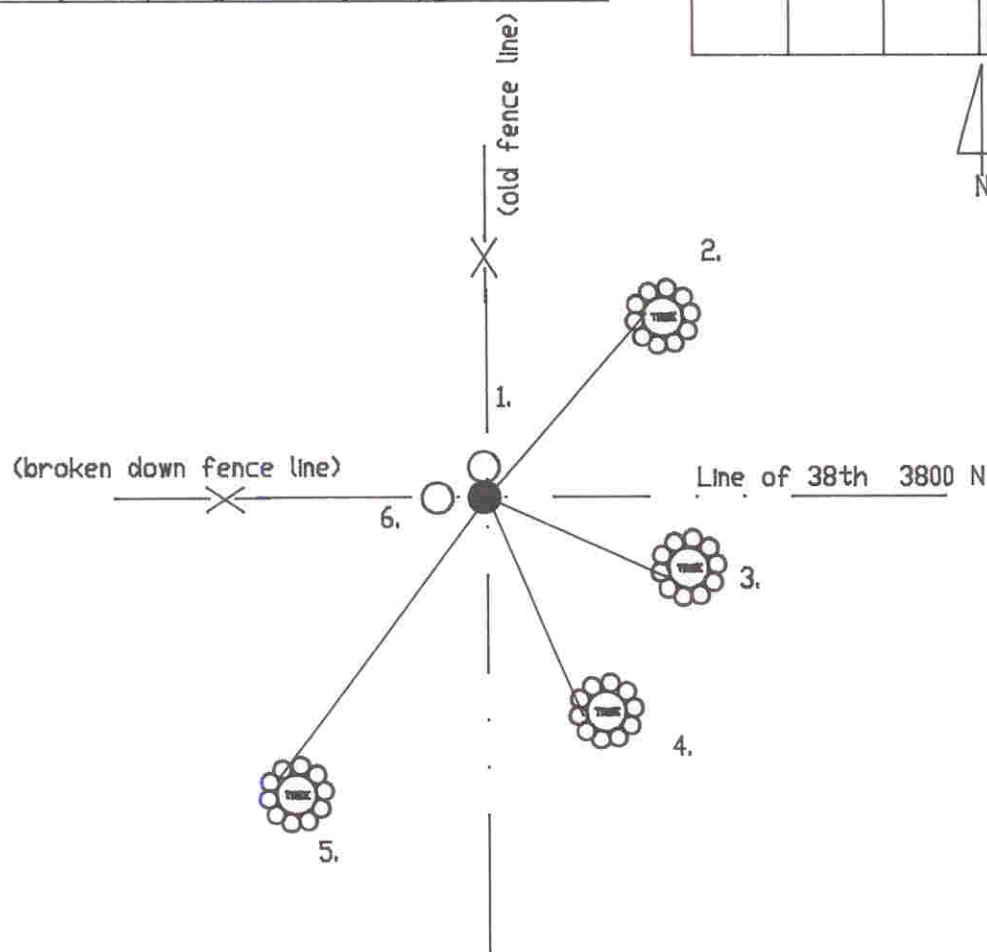 (old fence line)
N
2.
1.
(broken down fence line)
Line of 38th 3800 N
6.
3.
4.
5.